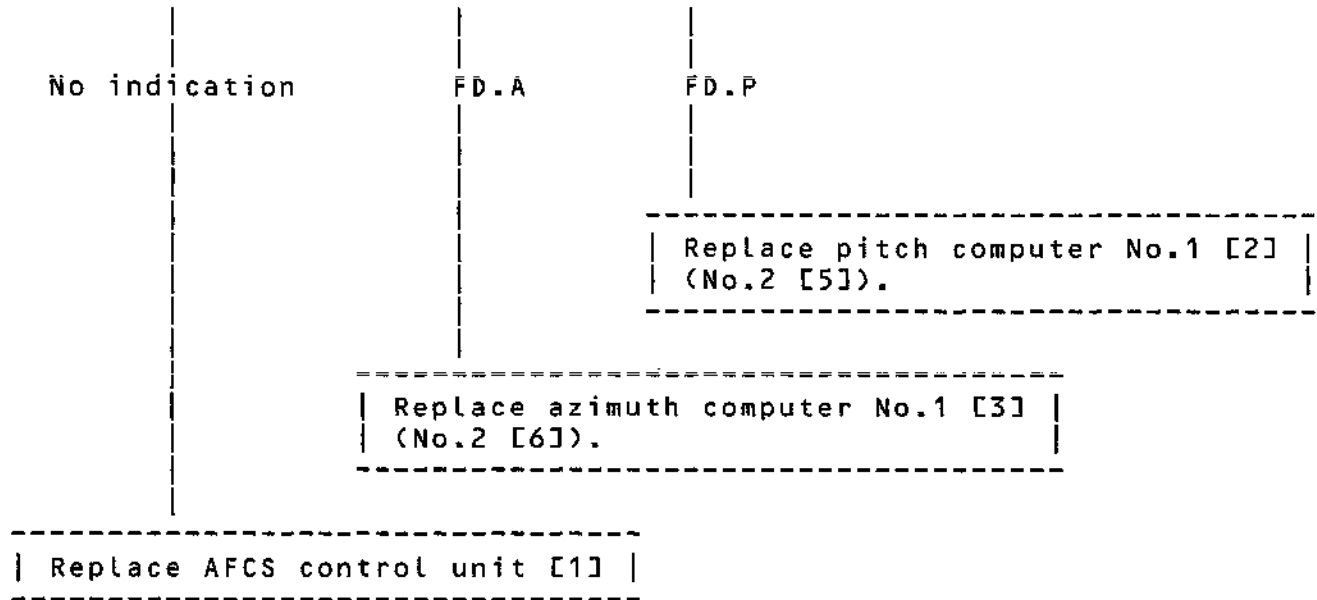 No indication FD.A FD.P
Replace pitch computer No.1 [2]
(No.2 [5]).
Replace azimuth computer No.1 [3]
(No.2 [6]).
Replace AFCS control unit [1]